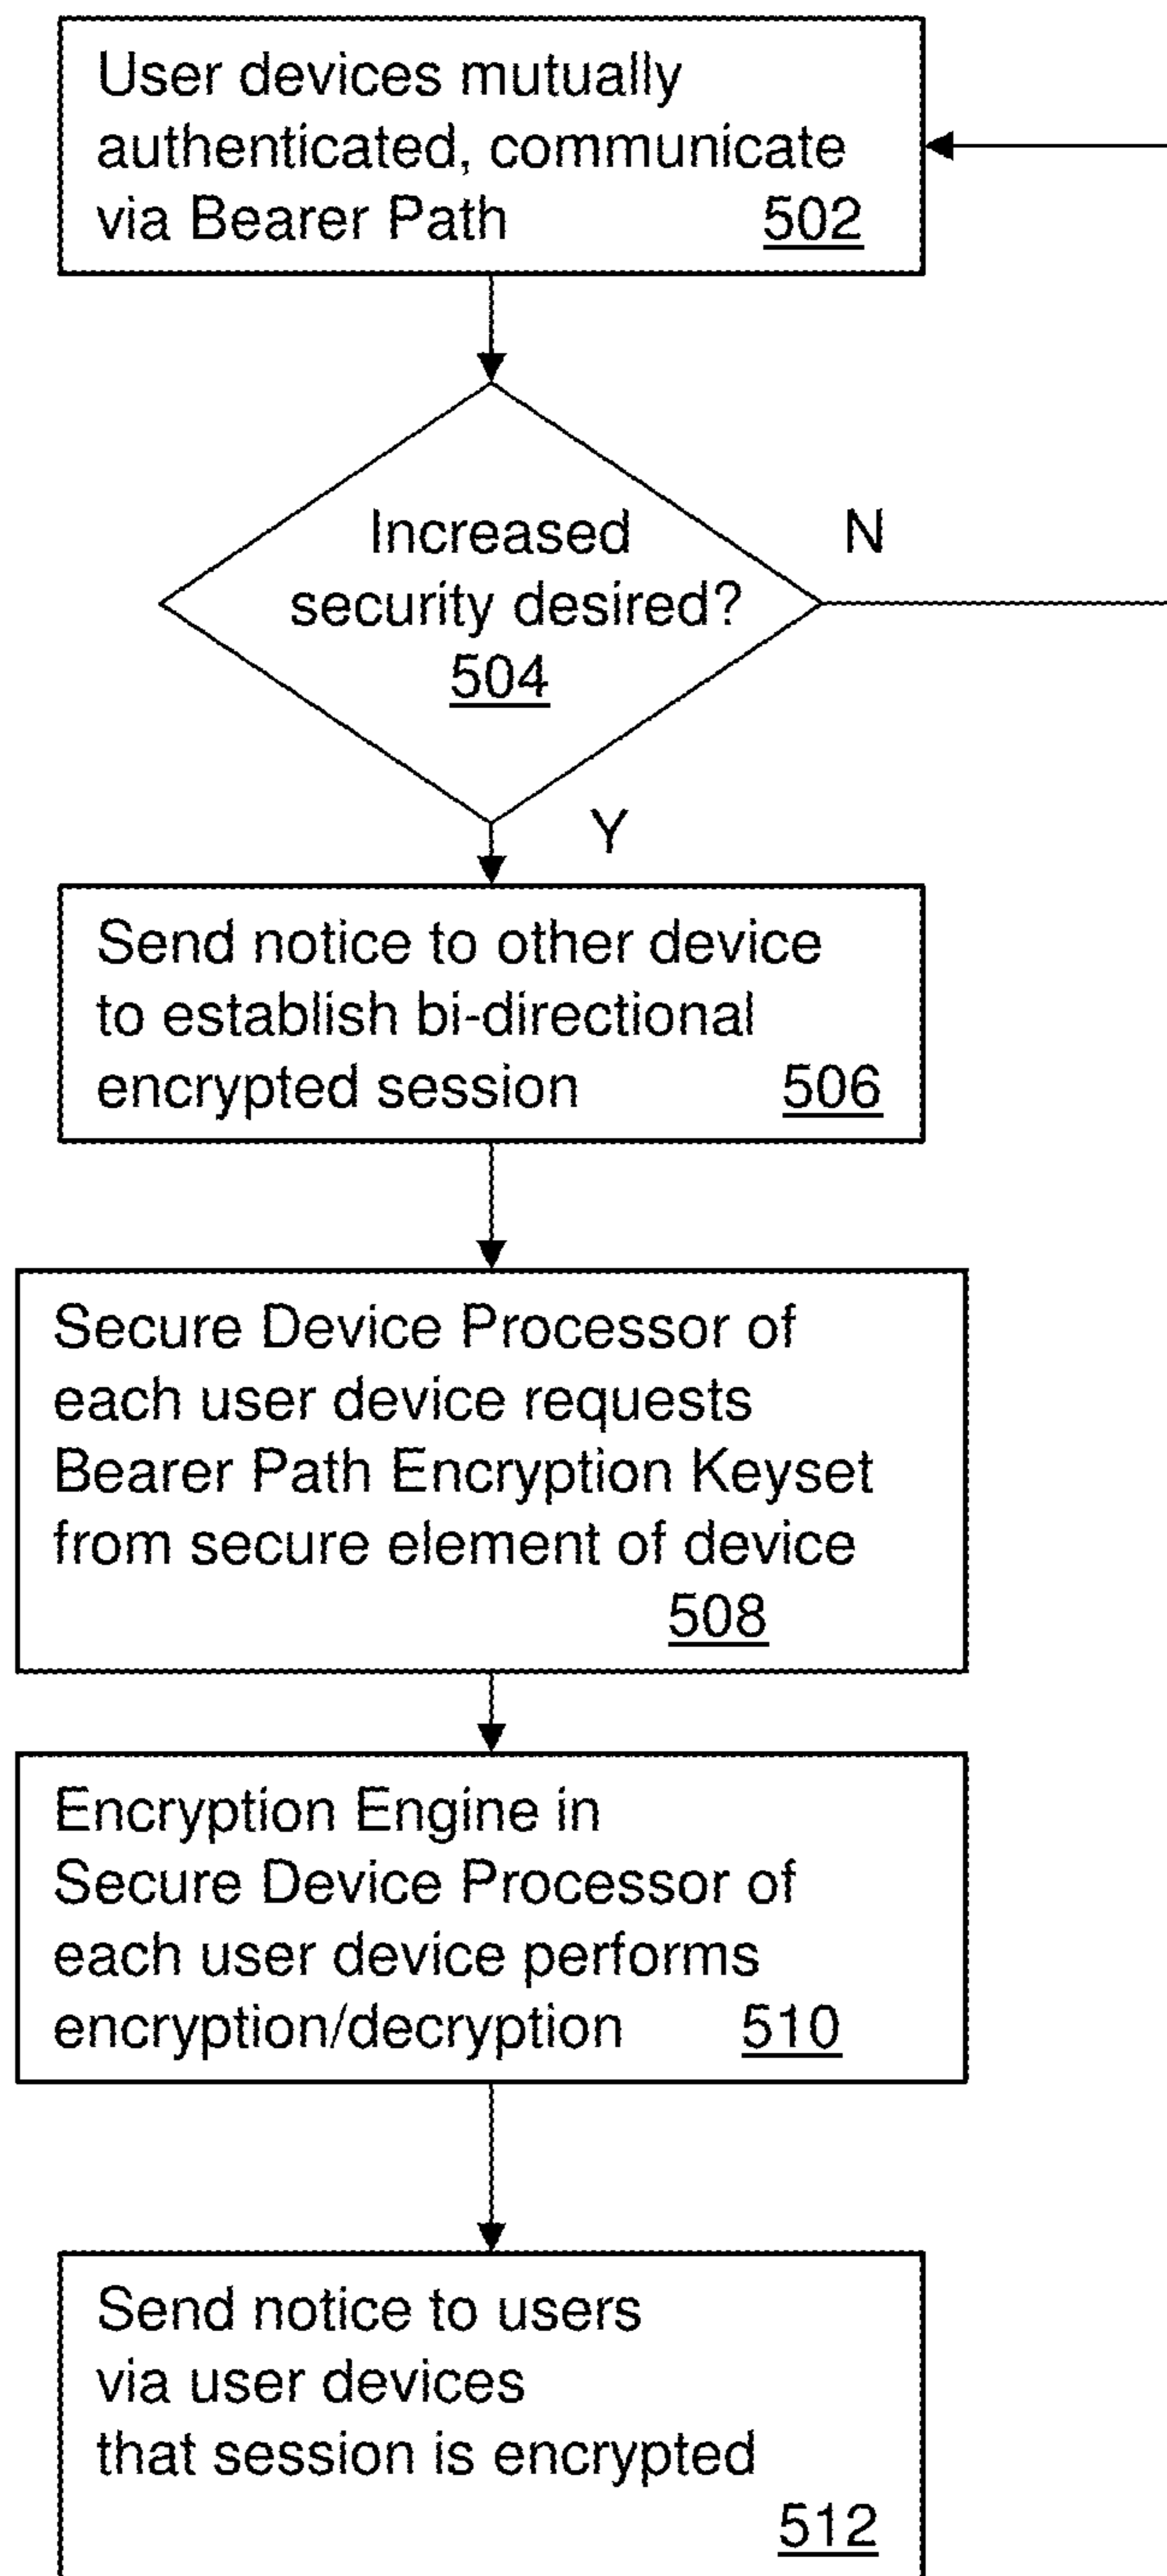 User devices mutually
authenticated, communicate
via Bearer Path 502
Increased
security desired?
504
N
Y
Send notice to other device
to establish bi-directional
encrypted session 506
Secure Device Processor of
each user device requests
Bearer Path Encryption Keyset
from secure element of device
508
Encryption Engine in
Secure Device Processor of
each user device performs
encryption/decryption 510
Send notice to users
via user devices
that session is encrypted
512